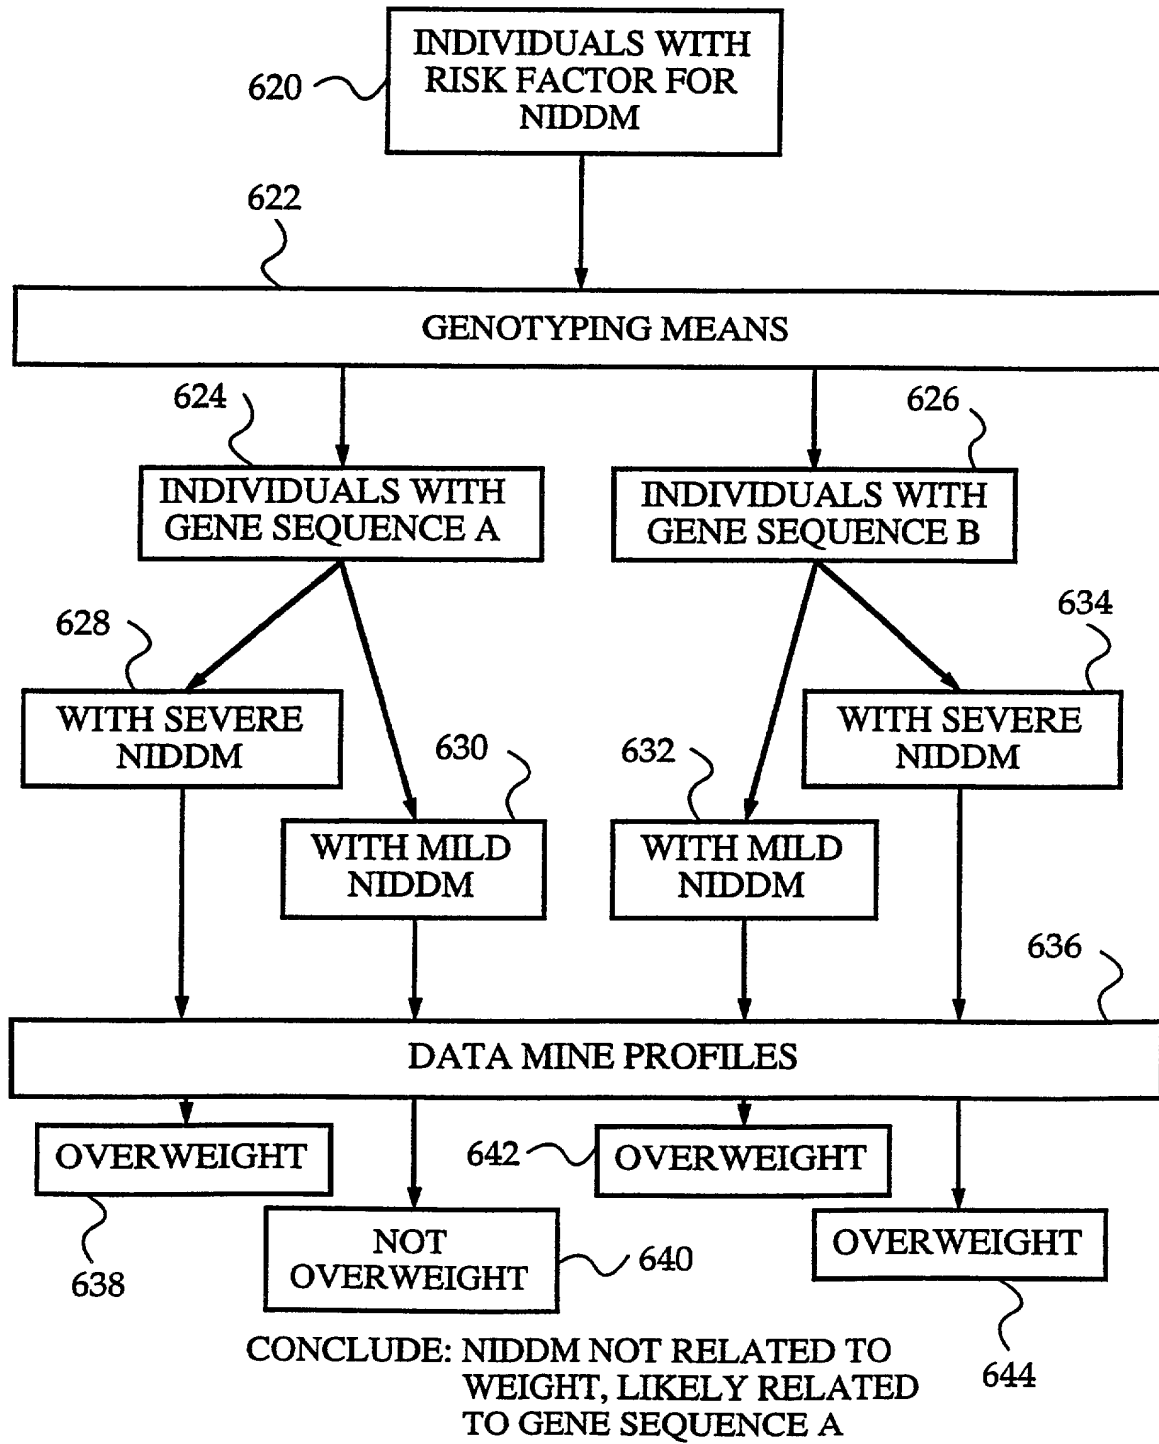 INDIVIDUALS WITH
RISK FACTOR FOR
NIDDM
620
622
GENOTYPING MEANS
624
626
INDIVIDUALS WITH
GENE SEQUENCE A
INDIVIDUALS WITH
GENE SEQUENCE B
628
634
WITH SEVERE
NIDDM
WITH SEVERE
NIDDM
630
632
WITH MILD
NIDDM
WITH MILD
NIDDM
636
DATA MINE PROFILES
OVERWEIGHT
642
OVERWEIGHT
638
NOT
OVERWEIGHT
640
OVERWEIGHT
644
CONCLUDE: NIDDM NOT RELATED TO
WEIGHT, LIKELY RELATED
TO GENE SEQUENCE A